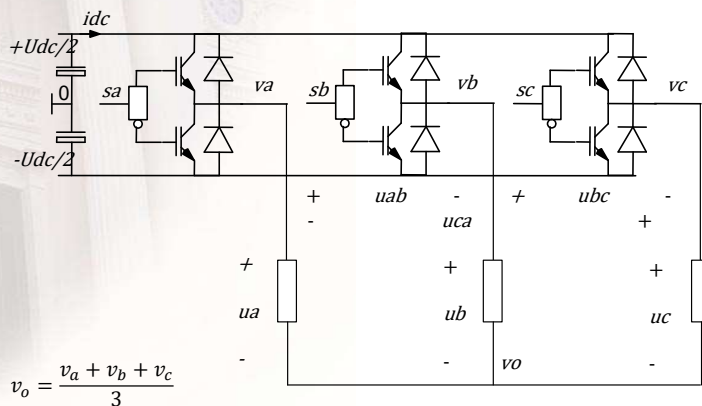 idc
+Udc/2
0
-Udc/2
sa
va
sb
vb
sc
vc
+ uab - + ubc -
- uca +
+ + +
ua ub uc
- - vo -
v_o = \frac{v_a + v_b + v_c}{3}